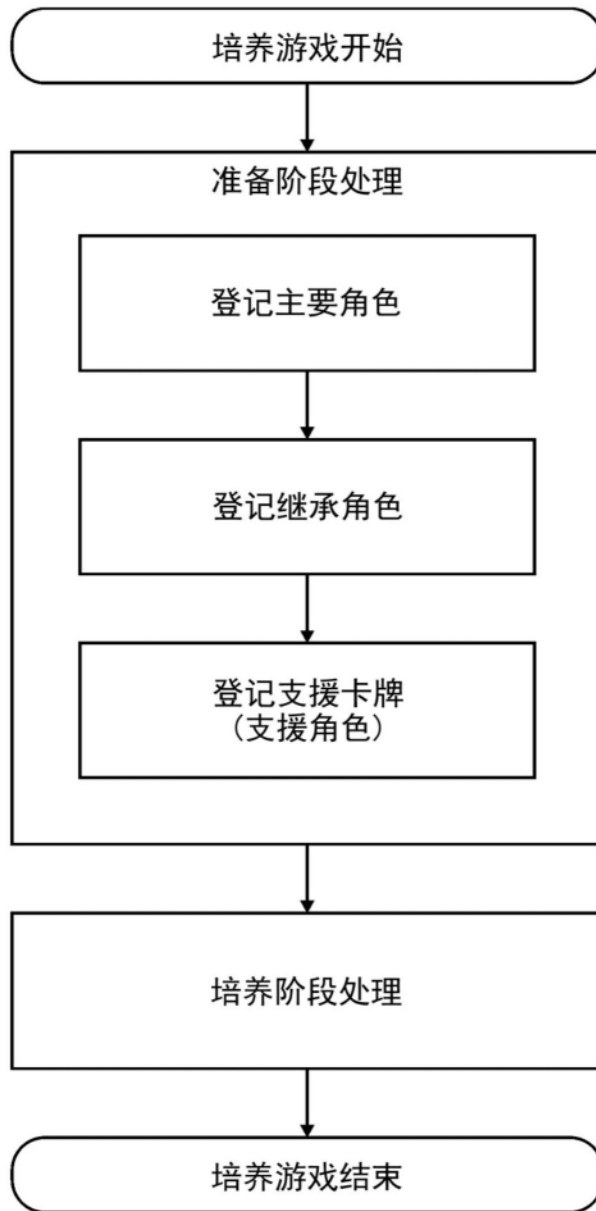 培养游戏开始
准备阶段处理
登记主要角色
登记继承角色
登记支援卡牌
(支援角色)
培养阶段处理
培养游戏结束